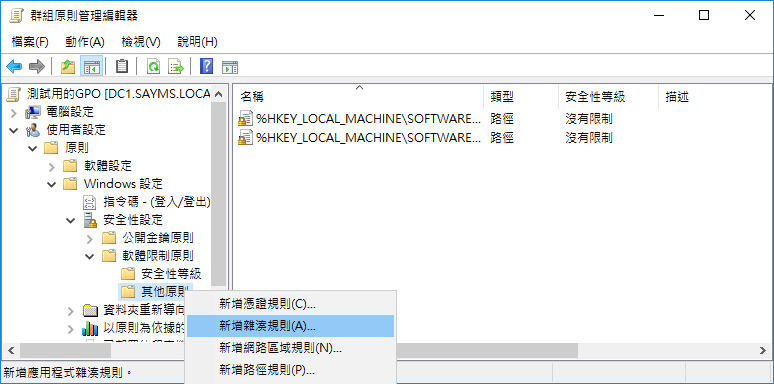 群組原則管理編輯器
檔案(F) 動作(A) 檢視(V) 說明(H)
測試用的GPO [DC1.SAYMS.LOCA
電腦設定
使用者設定
原則
軟體設定
Windows 設定
指令碼 - (登入/登出)
安全性設定
公開金鑰原則
軟體限制原則
安全性等級
其他原則
資料夾重新導向
以原則為依據的
名稱 類型 安全性等級 描述
%HKEY_LOCAL_MACHINE\SOFTWARE... 路徑 沒有限制
%HKEY_LOCAL_MACHINE\SOFTWARE... 路徑 沒有限制
新增憑證規則(C)...
新增雜湊規則(A)...
新增網路區域規則(N)...
新增路徑規則(P)...
新增應用程式雜湊規則。